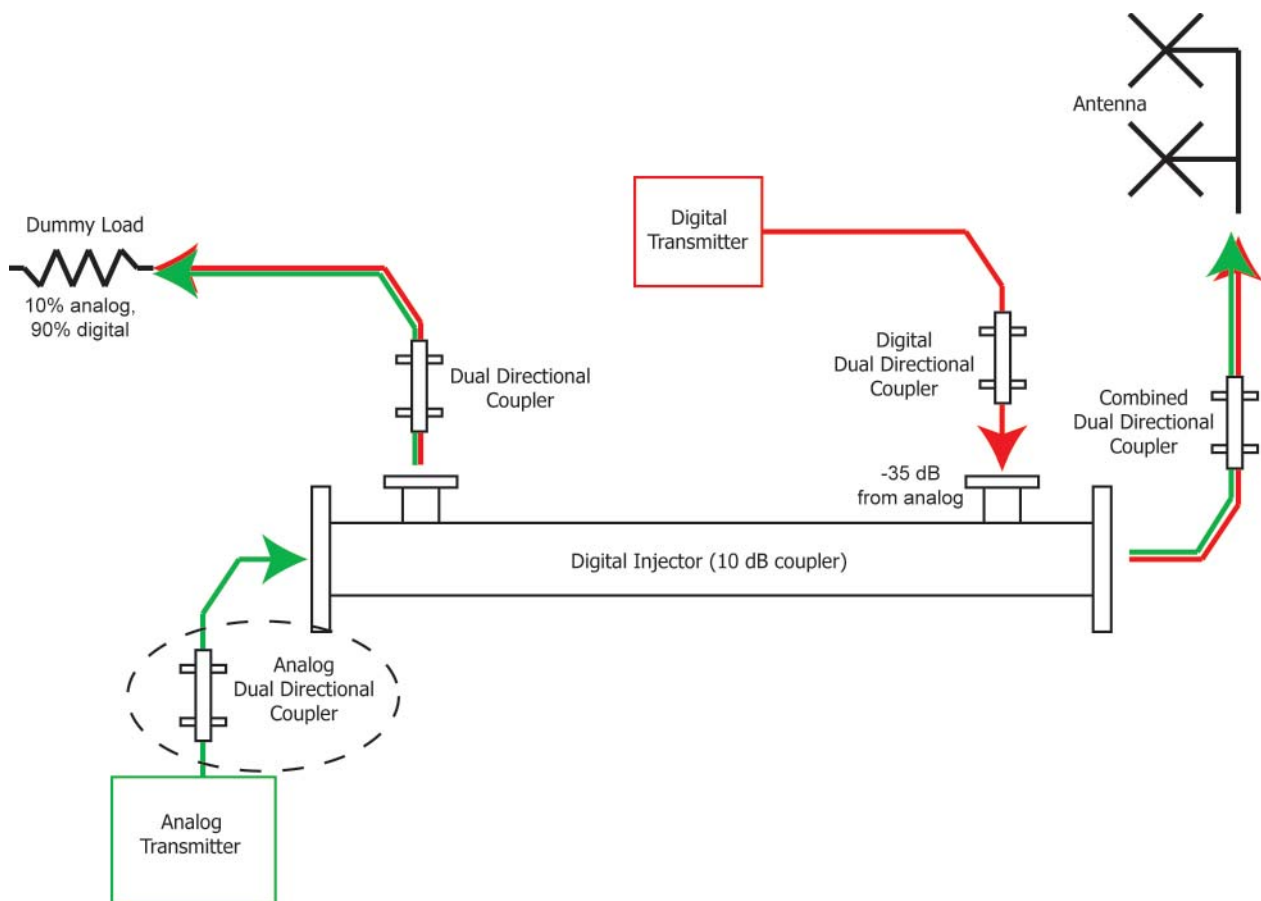 Antenna
Dummy Load
10% analog,
90% digital
Dual Directional
Coupler
Digital
Transmitter
Digital
Dual Directional
Coupler
Combined
Dual Directional
Coupler
-35 dB
from analog
Digital Injector (10 dB coupler)
Analog
Dual Directional
Coupler
Analog
Transmitter